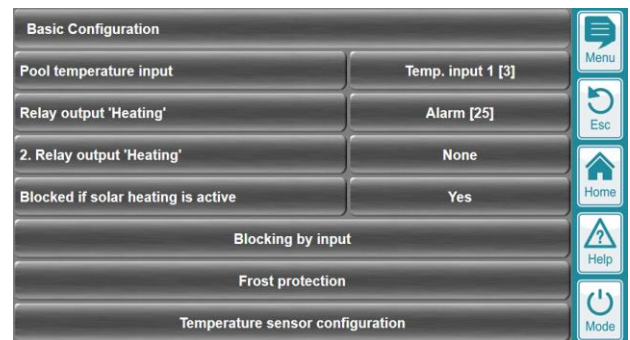 Basic Configuration
Menu
Pool temperature input Temp. input 1 [3]
Relay output 'Heating' Alarm [25]
Esc
2. Relay output 'Heating' None
Blocked if solar heating is active Yes
Home
Blocking by input
Help
Frost protection
Temperature sensor configuration
Mode